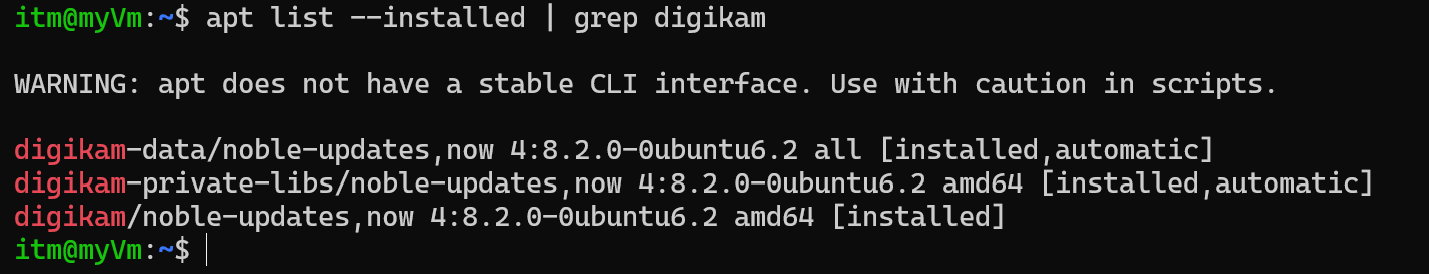 itm@myVm:~$ apt list --installed | grep digikam
WARNING: apt does not have a stable CLI interface. Use with caution in scripts.
digikam-data/noble-updates,now 4:8.2.0-0ubuntu6.2 all [installed,automatic]
digikam-private-libs/noble-updates,now 4:8.2.0-0ubuntu6.2 amd64 [installed,automatic]
digikam/noble-updates,now 4:8.2.0-0ubuntu6.2 amd64 [installed]
itm@myVm:~$